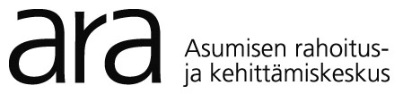 ara
Asumisen rahoitus-
ja kehittämiskeskus